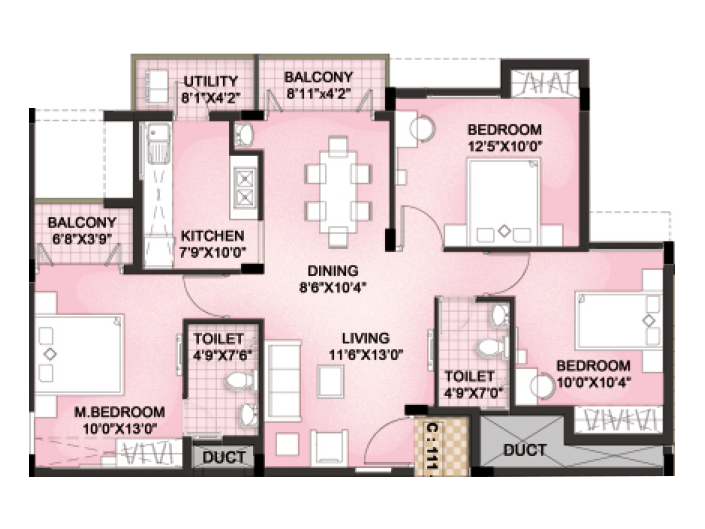 UTILITY
8'1"X4'2"
BALCONY
8'11"x4'2"
BEDROOM
12'5"X10'0"
BALCONY
6'8"X3'9"
KITCHEN
7'9"X10'0"
DINING
8'6"X10'4"
TOILET
4'9"X7'6"
LIVING
11'6"X13'0"
TOILET
4'9"X7'0"
BEDROOM
10'0"X10'4"
M.BEDROOM
10'0"X13'0"
DUCT
C : 111
DUCT